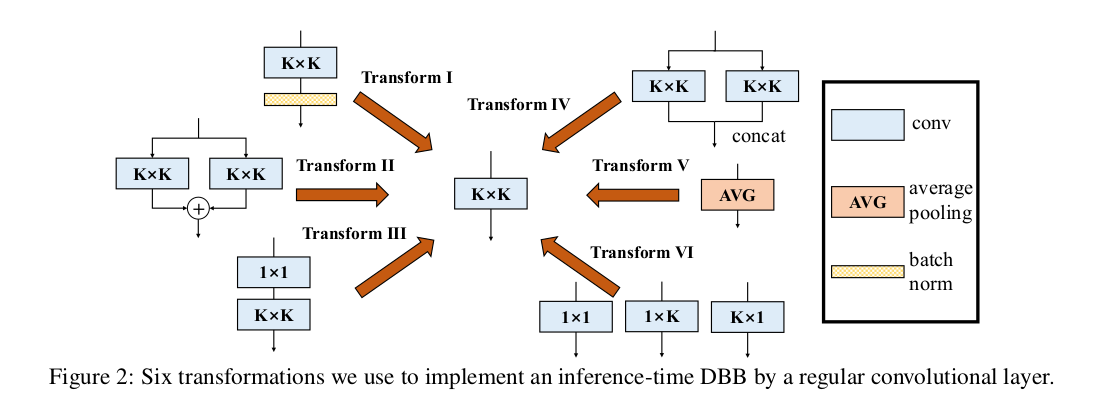 K×K
Transform I
K×K
K×K
Transform IV
concat
conv
K×K
K×K
Transform II
K×K
Transform V
AVG
AVG
average
pooling
Transform III
1×1
K×K
Transform VI
1×1
1×K
K×1
batch
norm
Figure 2: Six transformations we use to implement an inference-time DBB by a regular convolutional layer.